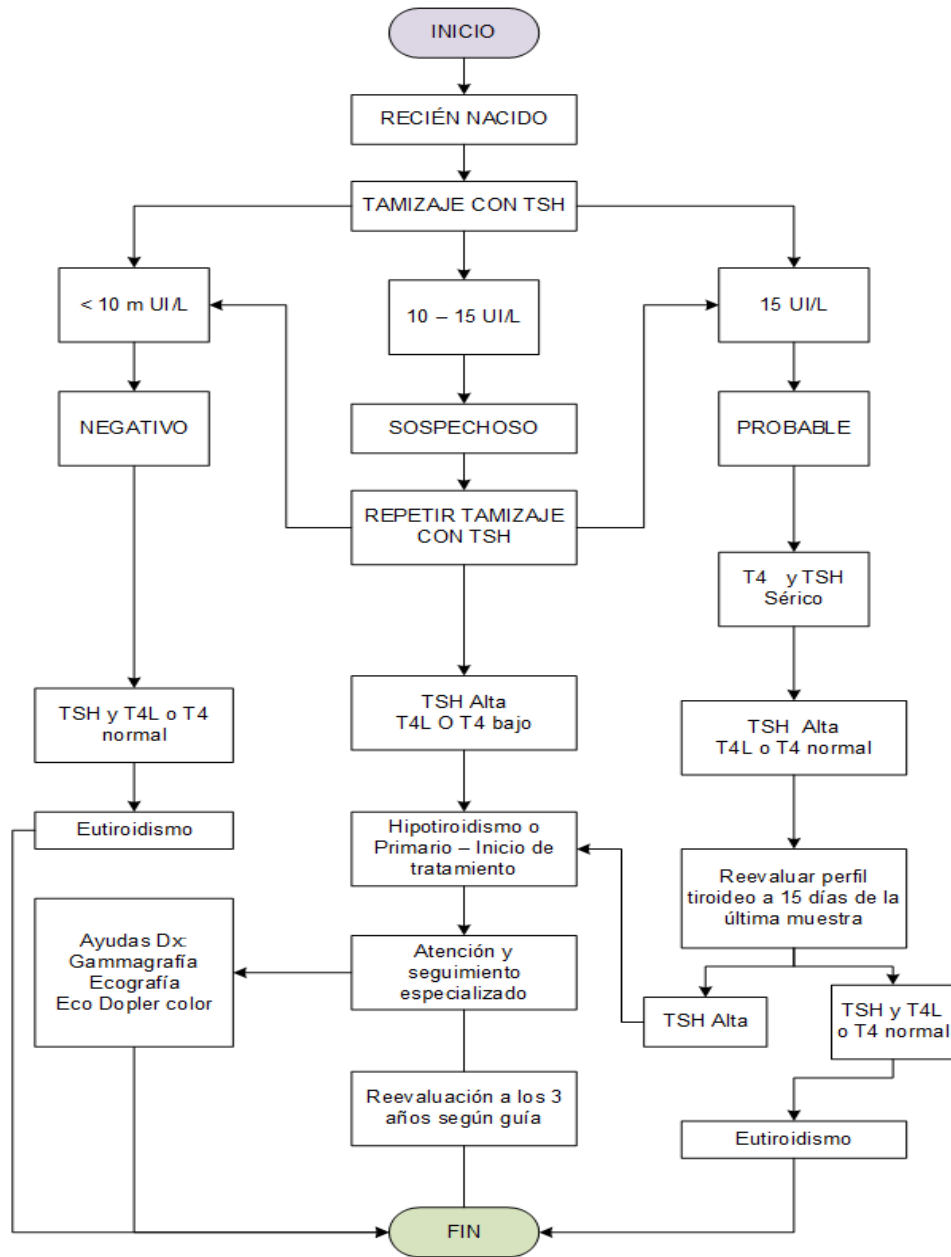 INICIO
RECIÉN NACIDO
TAMIZAJE CON TSH
< 10 m UI/L
10 – 15 UI/L
15 UI/L
NEGATIVO
SOSPECHOSO
PROBABLE
REPETIR TAMIZAJE
CON TSH
T4 y TSH
Sérico
TSH y T4L o T4
normal
TSH Alta
T4L O T4 bajo
TSH Alta
T4L o T4 normal
Eutiroidismo
Hipotiroidismo o
Primario – Inicio de
tratamiento
Reevaluar perfil
tiroideo a 15 días de la
última muestra
Ayudas Dx:
Gammagrafía
Ecografía
Eco Dopler color
Atención y
seguimiento
especializado
TSH Alta
TSH y T4L
o T4 normal
Reevaluación a los 3
años según guía
Eutiroidismo
FIN